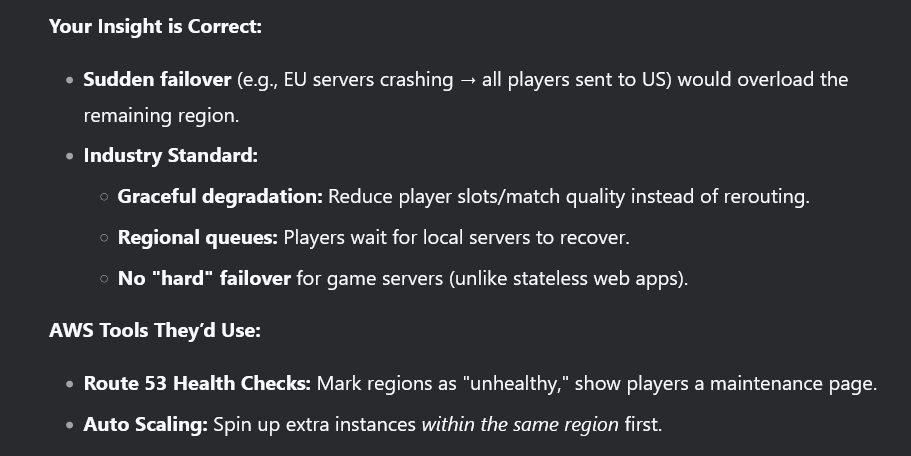 Your Insight is Correct:
Sudden failover (e.g., EU servers crashing → all players sent to US) would overload the
remaining region.
Industry Standard:
Graceful degradation: Reduce player slots/match quality instead of rerouting.
Regional queues: Players wait for local servers to recover.
No "hard" failover for game servers (unlike stateless web apps).
AWS Tools They’d Use:
Route 53 Health Checks: Mark regions as "unhealthy," show players a maintenance page.
Auto Scaling: Spin up extra instances within the same region first.